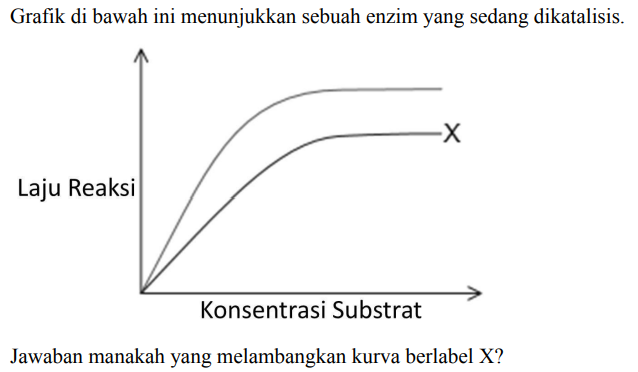 Grafik di bawah ini menunjukkan sebuah enzim yang sedang dikatalisis.
X
Laju Reaksi
Konsentrasi Substrat
Jawaban manakah yang melambangkan kurva berlabel X?